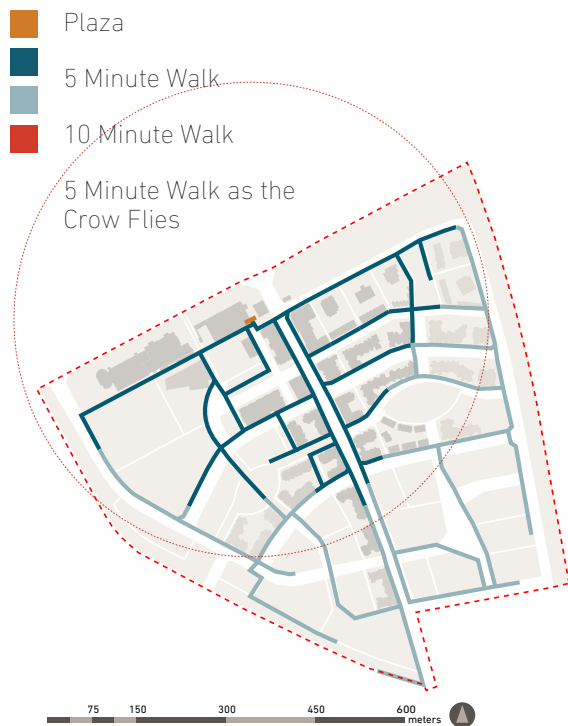 Plaza
5 Minute Walk
10 Minute Walk
5 Minute Walk as the
Crow Flies
75 150 300 450 600
meters